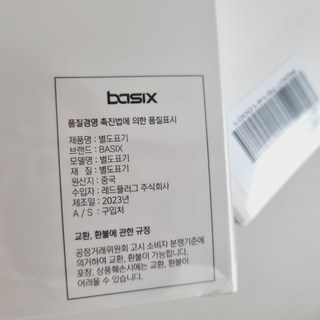 basix
품질경영 촉진법에 의한 품질표시
제품명 : 별도표기
브랜드 : BASIX
모델명 : 별도표기
재 질 : 별도표기
원산지 : 중국
수입자 : 레드플러그 주식회사
제조일 : 2023년
A / S : 구입처
교환, 환불에 관한 규정
공정거래위원회 고시 소비자 분쟁기준에
의거하여 교환, 환불이 가능합니다.
포장, 상품훼손시에는 교환, 환불이
어려울 수 있습니다.